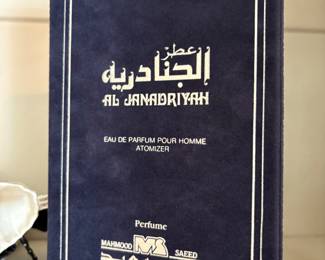 عطر
الجنادرية
AL JANADRIYAH
EAU DE PARFUM POUR HOMME
ATOMIZER
Perfume
MAHMOOD MS SAEED